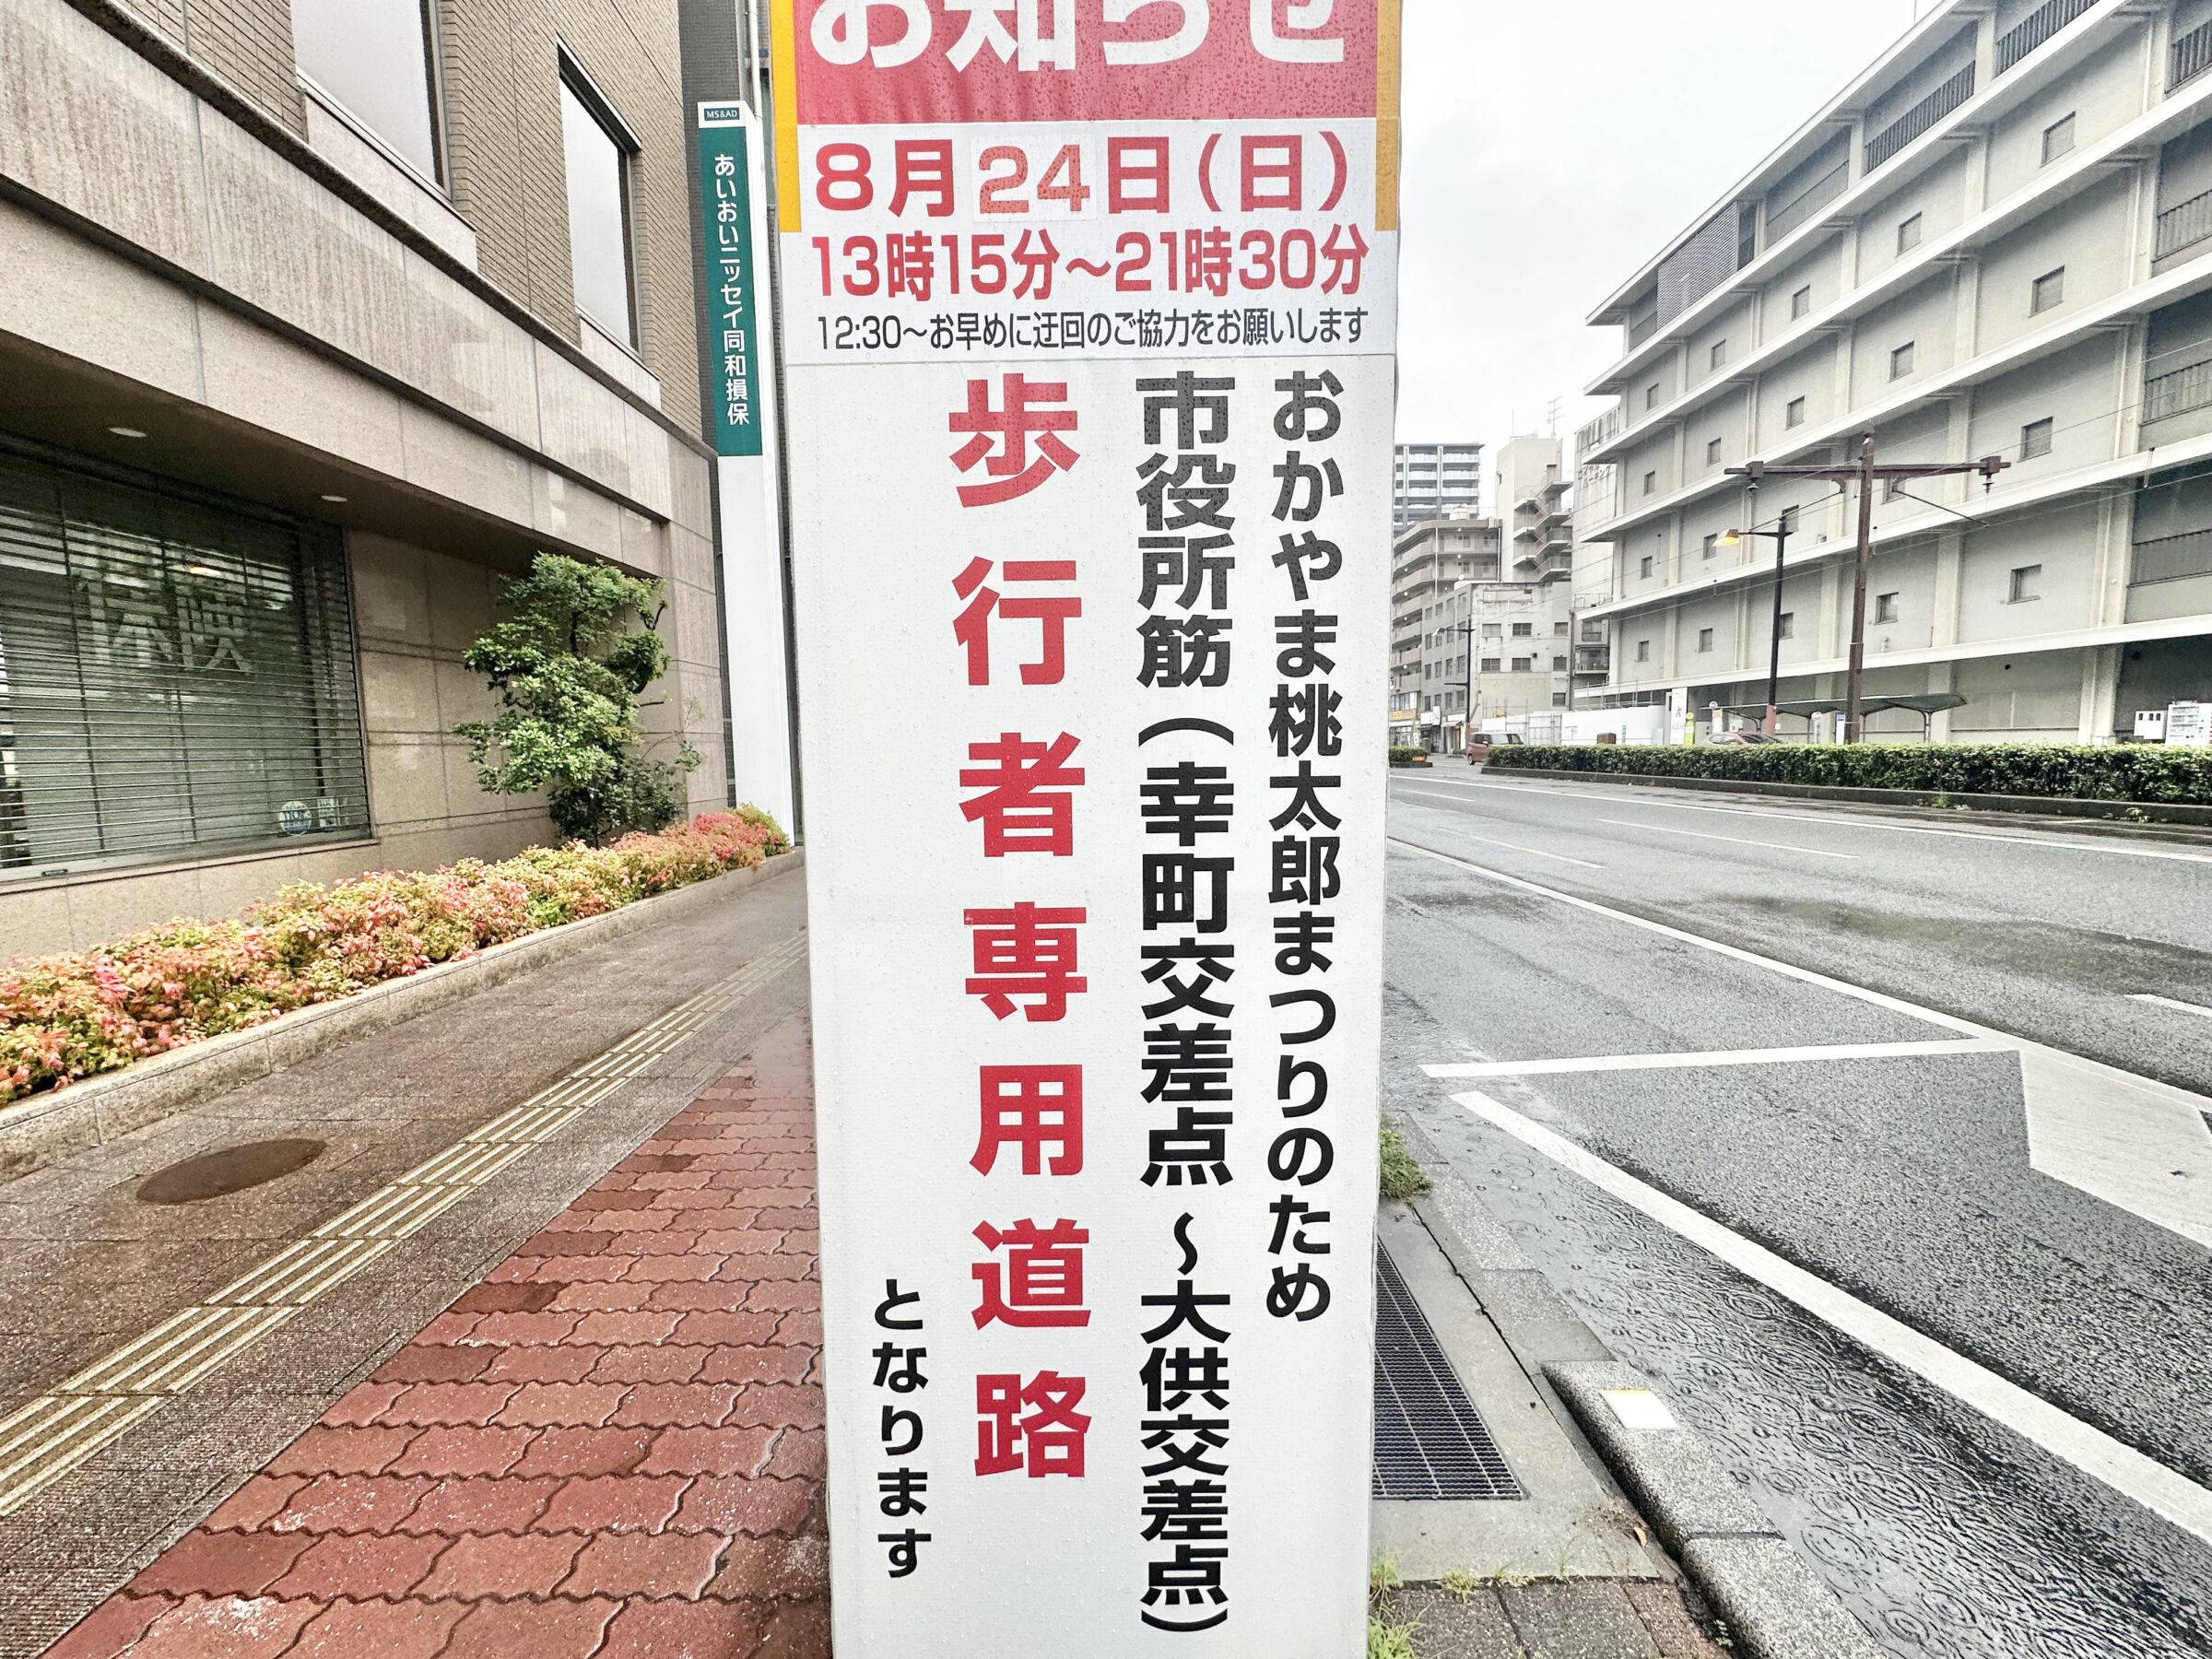 お知らせ
8月24日(日)
13時15分～21時30分
12:30～お早めに迂回のご協力をお願いします
おかやま桃太郎まつりのため
市役所筋(幸町交差点～大供交差点)
歩行者専用道路
となります
MS&AD
あいおいニッセイ同和損保
保険